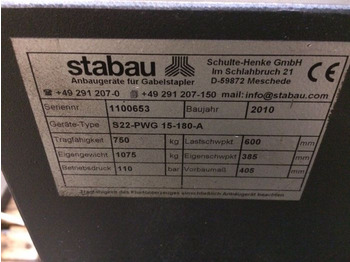 stabau
Anbaugeräte für Gabelstapler
Schulte-Henke GmbH
Im Schlahbruch 21
D-59872 Meschede
☎ +49 291 207-0 +49 291 207-150 mail/info@stabau.com
CE
Seriennr. 1100653 Baujahr 2010
Geräte-Type S22-PWG 15-180-A
Tragfähigkeit 750 kg Lastschwpkt 600 mm
Eigengewicht 1075 kg Eigenschwpkt 385 mm
Betriebsdruck 110 bar Vorbaumaß 405 mm